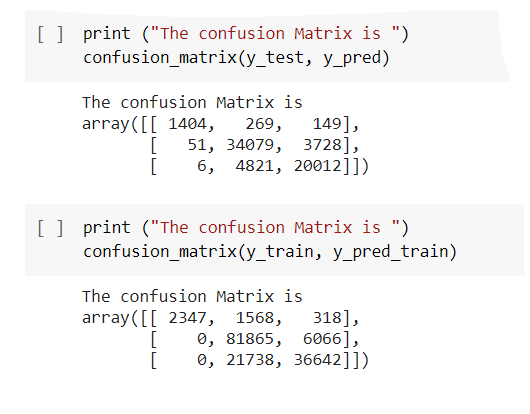 [ ] print ("The confusion Matrix is ")
confusion_matrix(y_test, y_pred)
The confusion Matrix is
array([[ 1404,   269,   149],
       [   51, 34079,  3728],
       [    6,  4821, 20012]])
[ ] print ("The confusion Matrix is ")
confusion_matrix(y_train, y_pred_train)
The confusion Matrix is
array([[ 2347,  1568,   318],
       [    0, 81865,  6066],
       [    0, 21738, 36642]])